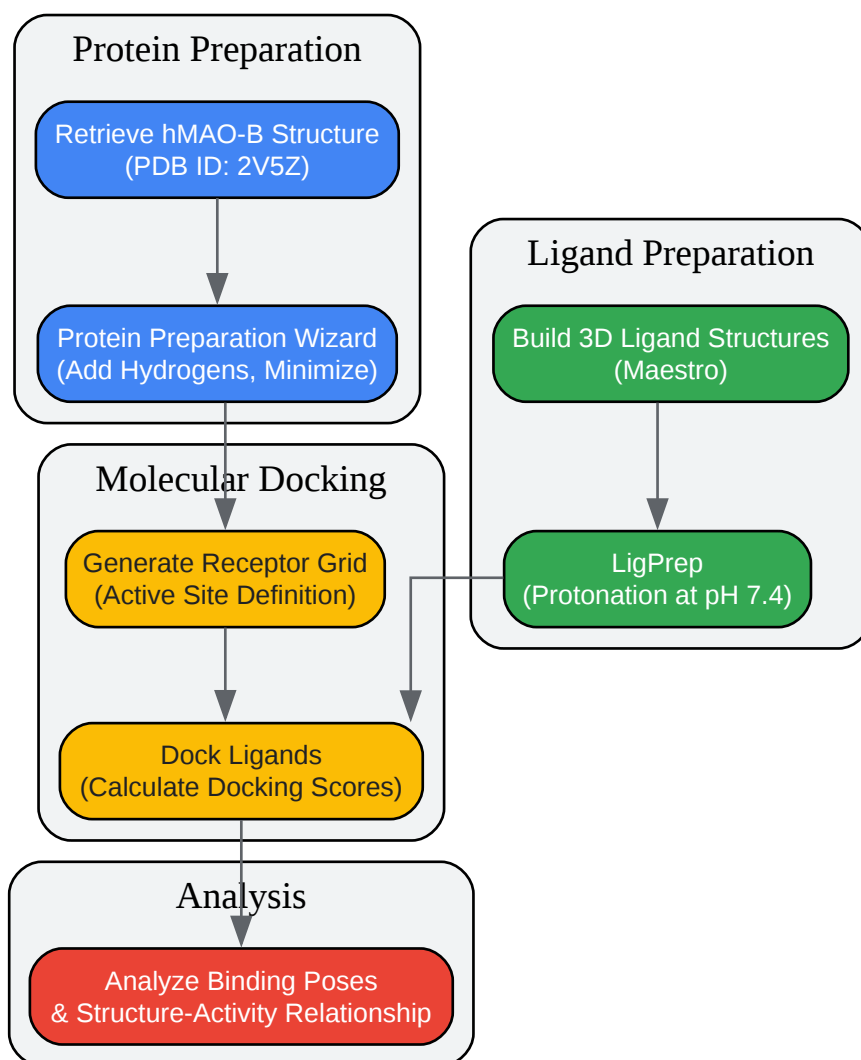 Protein Preparation
Retrieve hMAO-B Structure
(PDB ID: 2V5Z)
Protein Preparation Wizard
(Add Hydrogens, Minimize)
Ligand Preparation
Build 3D Ligand Structures
(Maestro)
LigPrep
(Protonation at pH 7.4)
Molecular Docking
Generate Receptor Grid
(Active Site Definition)
Dock Ligands
(Calculate Docking Scores)
Analysis
Analyze Binding Poses
& Structure-Activity Relationship